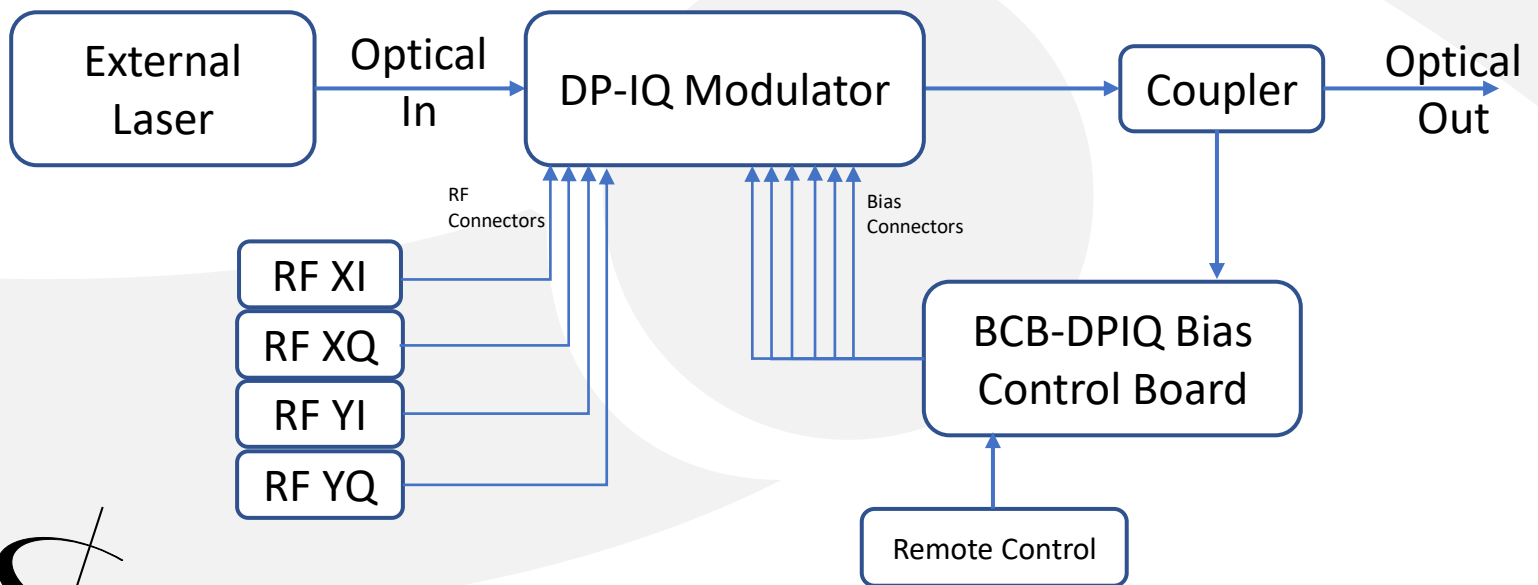 External
Laser
Optical
In
DP-IQ Modulator
Coupler
Optical
Out
RF
Connectors
Bias
Connectors
RF XI
RF XQ
RF YI
RF YQ
BCB-DPIQ Bias
Control Board
Remote Control